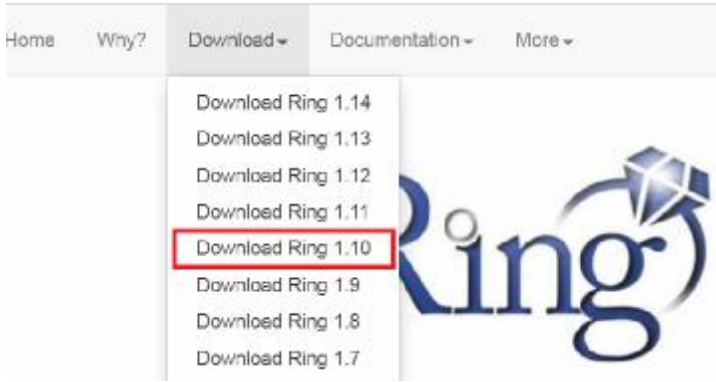 Home Why? Download Documentation More
Download Ring 1.14
Download Ring 1.13
Download Ring 1.12
Download Ring 1.11
Download Ring 1.10
Download Ring 1.9
Download Ring 1.8
Download Ring 1.7
Ring